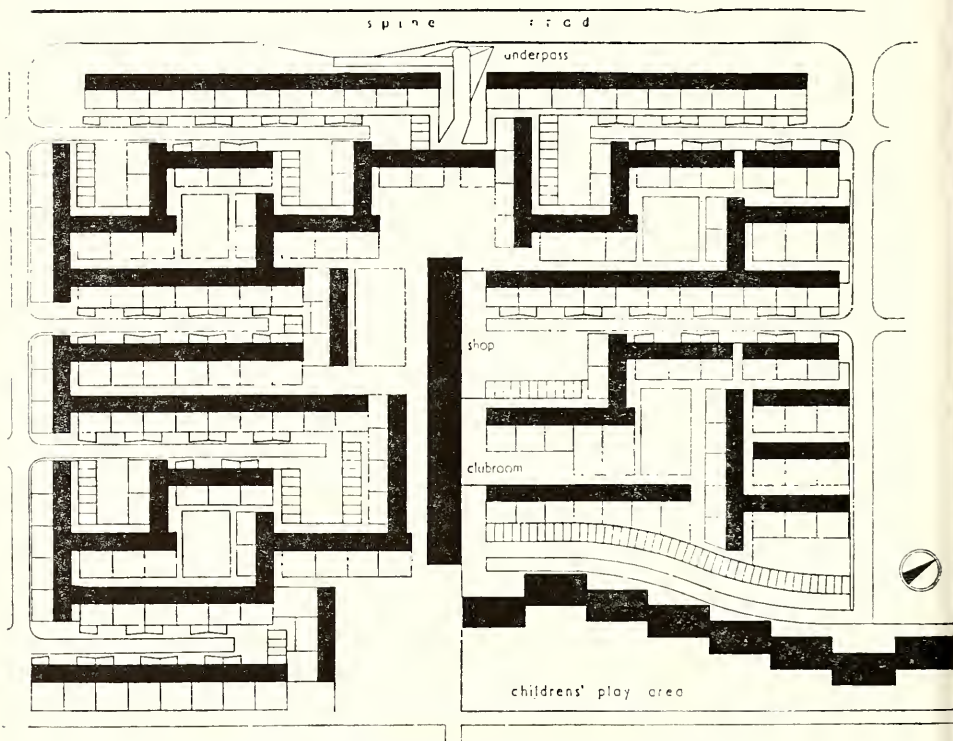 spine road
underpass
shop
clubroom
childrens' play area